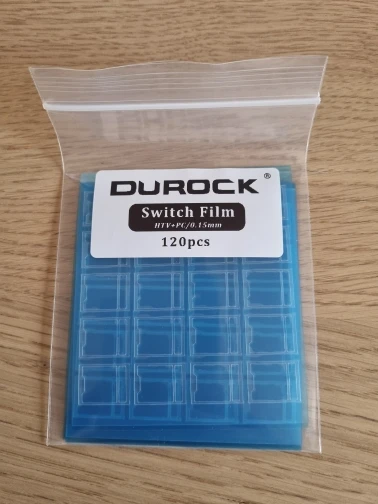 DUROCK®
Switch Film
HTV+PC/0.15mm
120pcs